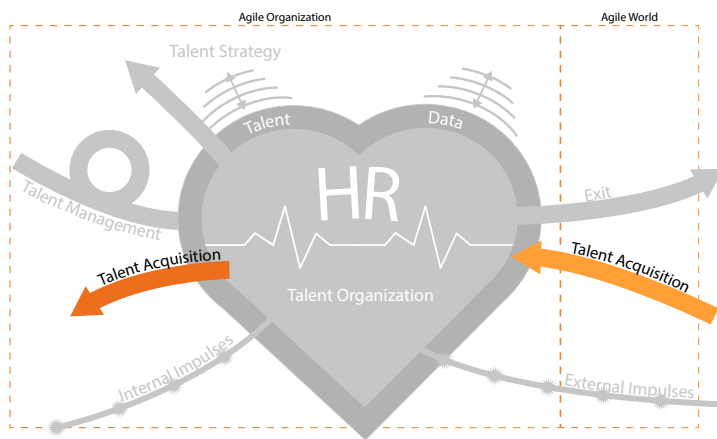 Agile Organization
Agile World
Talent Strategy
Talent
Data
HR
Talent Management
Exit
Talent Acquisition
Talent Acquisition
Talent Organization
Internal Impulses
External Impulses